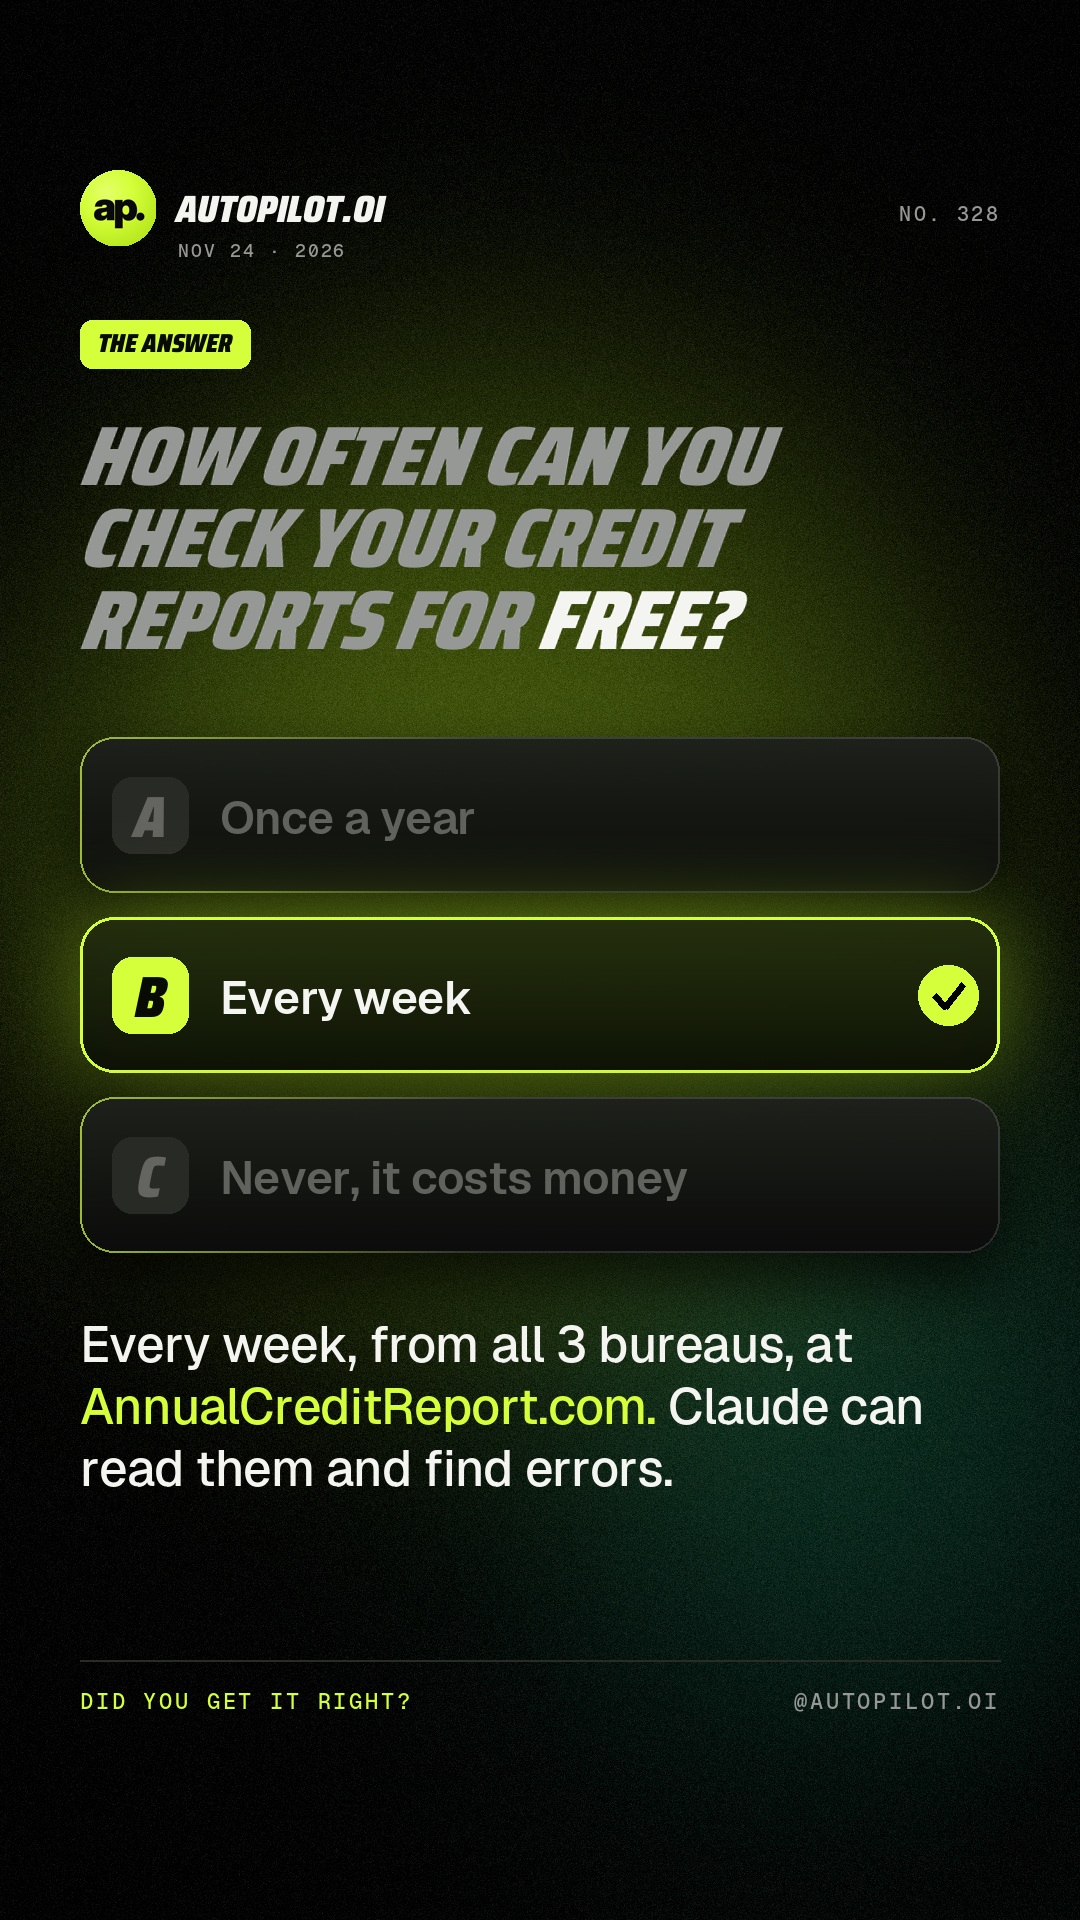 ap.
AUTOPILOT.OI
NO. 328
NOV 24 · 2026
THE ANSWER
HOW OFTEN CAN YOU
CHECK YOUR CREDIT
REPORTS FOR FREE?
A Once a year
B Every week
C Never, it costs money
Every week, from all 3 bureaus, at
AnnualCreditReport.com. Claude can
read them and find errors.
DID YOU GET IT RIGHT?
@AUTOPILOT.OI